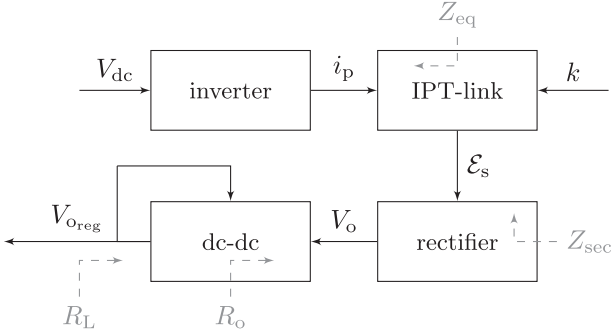 Z_eq
V_dc i_p k
inverter IPT-link
ℰ_s
V_o_reg V_o
dc-dc rectifier Z_sec
R_L R_o